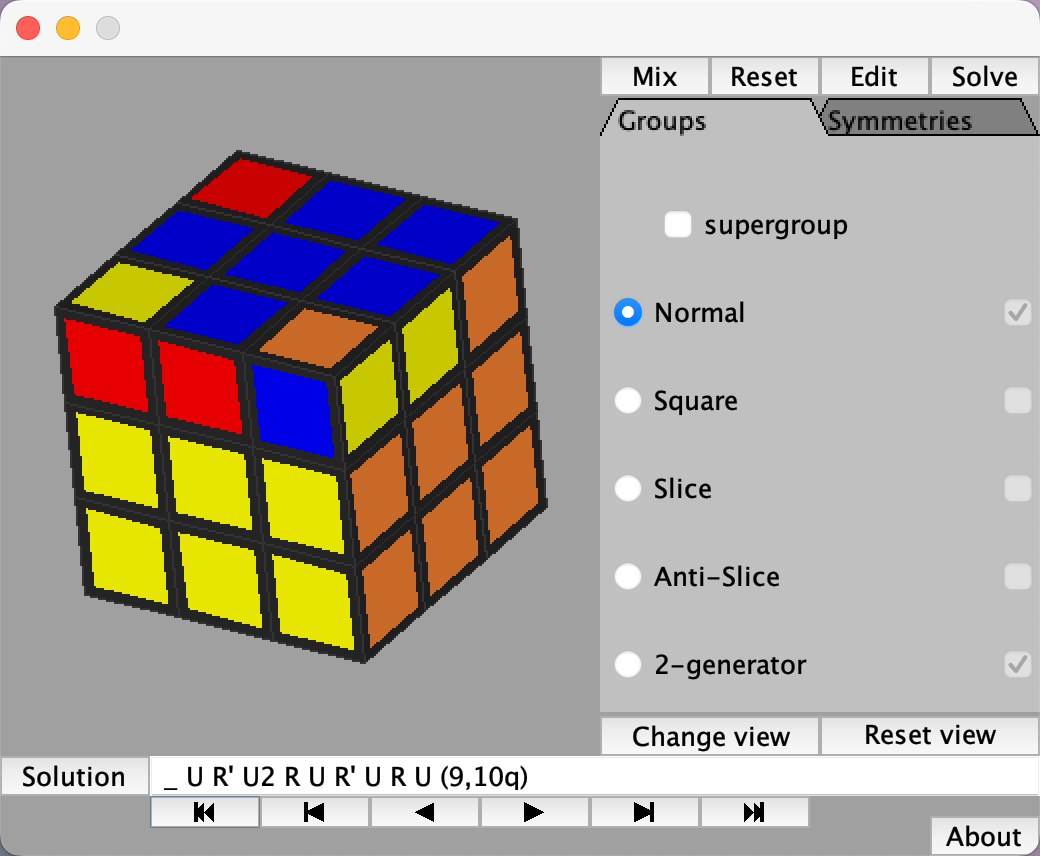 Mix Reset Edit Solve
Groups Symmetries
supergroup
Normal
Square
Slice
Anti-Slice
2-generator
Change view Reset view
Solution _ U R' U2 R U R' U R U (9,10q)
About